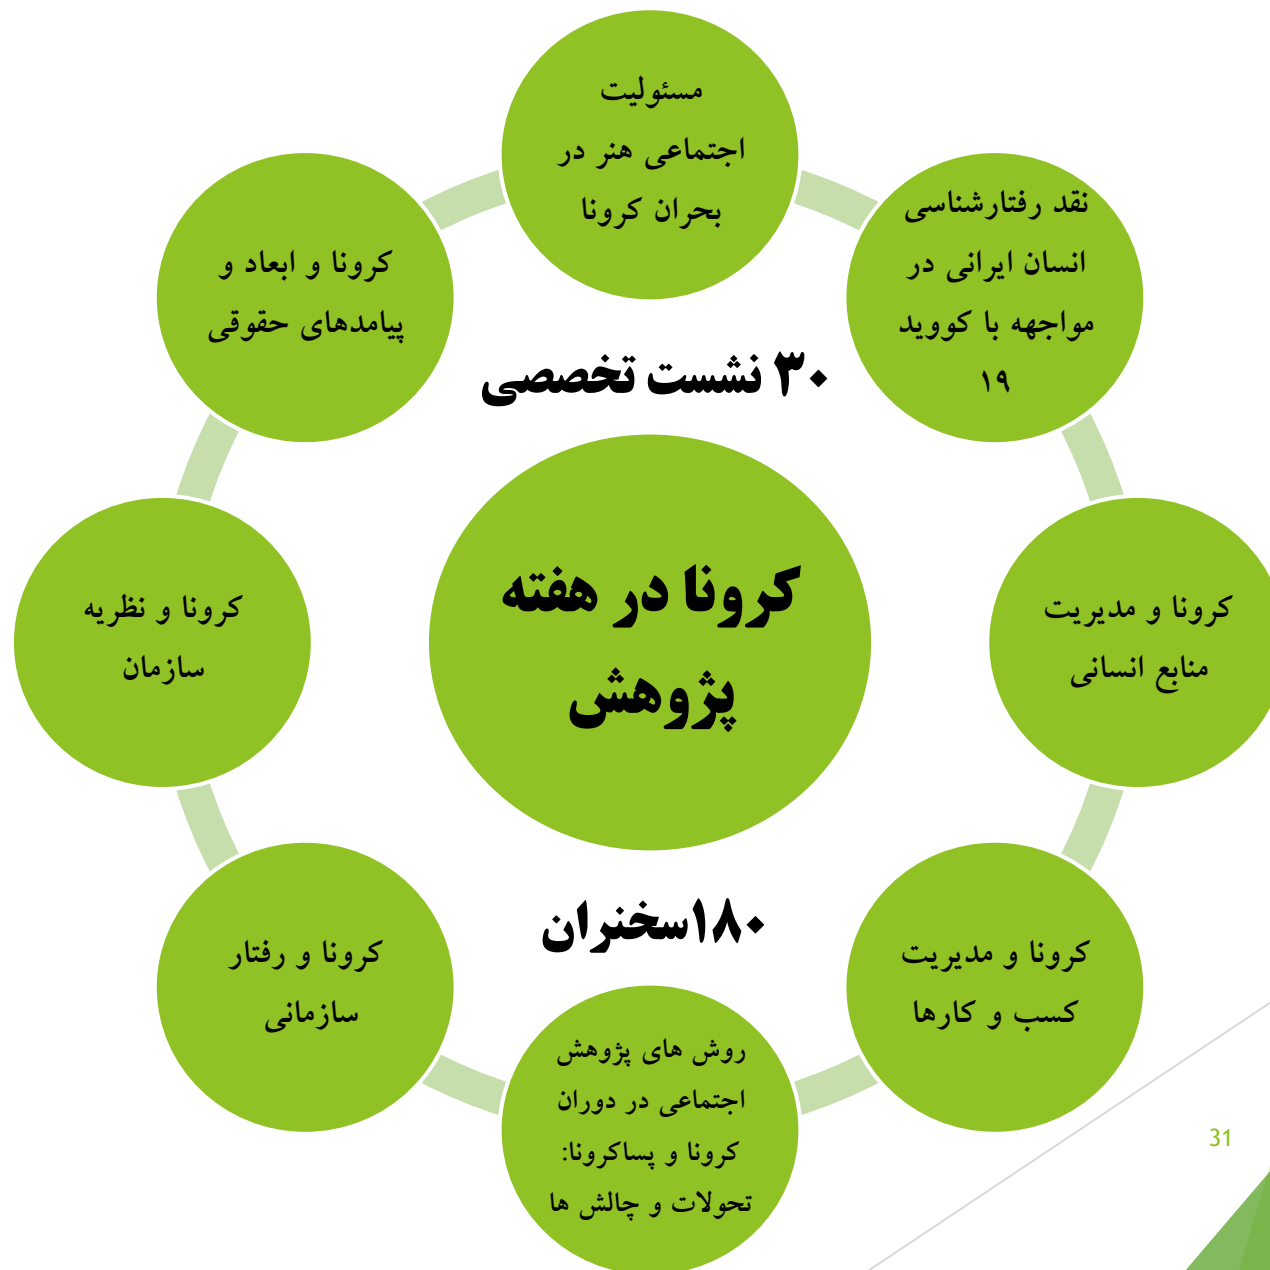 مسئولیت
اجتماعی هنر در
بحران کرونا
نقد رفتارشناسی
انسان ایرانی در
مواجهه با کووید
۱۹
کرونا و مدیریت
منابع انسانی
کرونا و مدیریت
کسب و کارها
روش های پژوهش
اجتماعی در دوران
کرونا و پساکرونا:
تحولات و چالش ها
کرونا و رفتار
سازمانی
کرونا و نظریه
سازمان
کرونا و ابعاد و
پیامدهای حقوقی
۳۰ نشست تخصصی
کرونا در هفته
پژوهش
۱۸۰سخنران
31